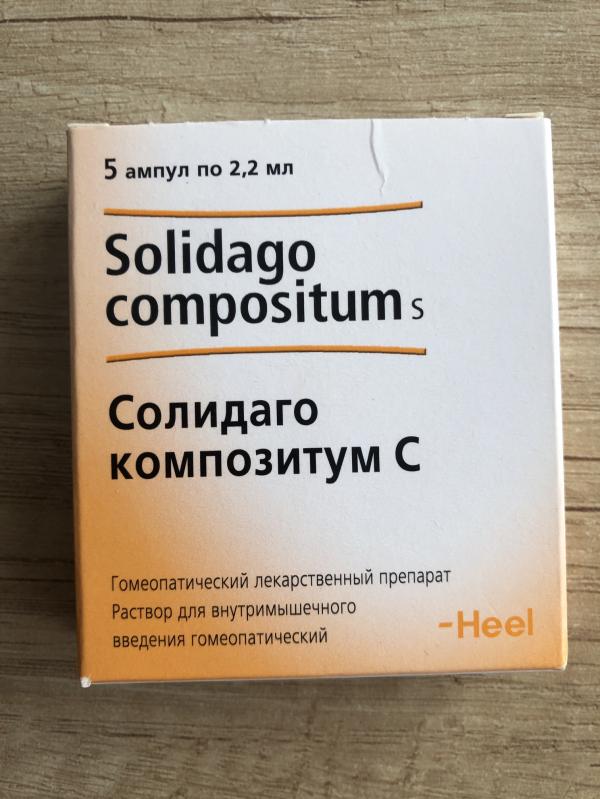 5 ампул по 2,2 мл
Solidago
compositum s
Солидаго
композитум С
Гомеопатический лекарственный препарат
Раствор для внутримышечного
введения гомеопатический
-Heel